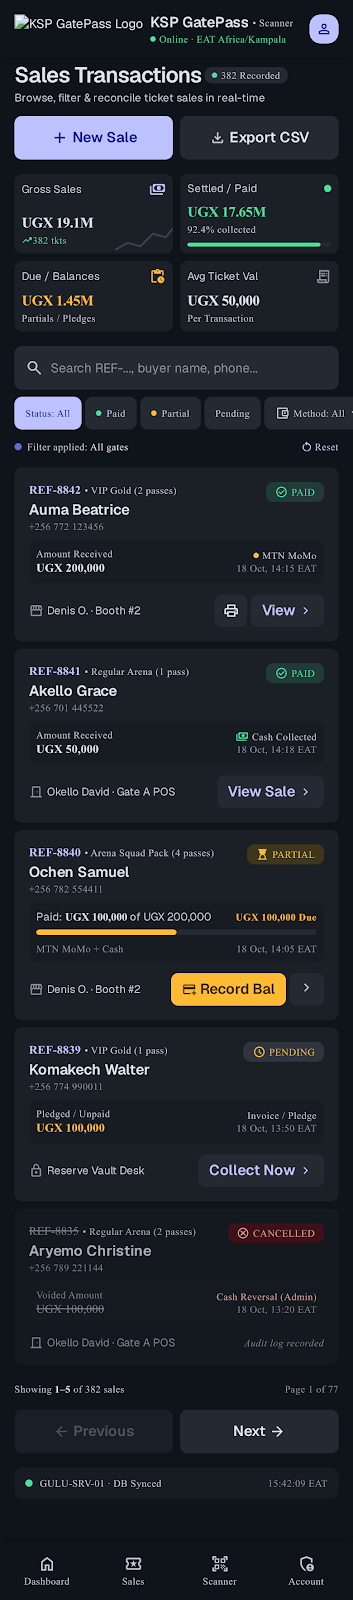 KSP GatePass Logo KSP GatePass • Scanner
Online · EAT Africa/Kampala
Sales Transactions 382 Recorded
Browse, filter & reconcile ticket sales in real-time
+ New Sale Export CSV
Gross Sales
UGX 19.1M
382 tkts
Settled / Paid
UGX 17.65M
92.4% collected
Due / Balances
UGX 1.45M
Partials / Pledges
Avg Ticket Val
UGX 50,000
Per Transaction
Search REF-..., buyer name, phone...
Status: All Paid Partial Pending Method: All
Filter applied: All gates Reset
REF-8842 • VIP Gold (2 passes) PAID
Auma Beatrice
+256 772 123456
Amount Received MTN MoMo
UGX 200,000 18 Oct, 14:15 EAT
Denis O. · Booth #2 View
REF-8841 • Regular Arena (1 pass) PAID
Akello Grace
+256 701 445522
Amount Received Cash Collected
UGX 50,000 18 Oct, 14:18 EAT
Okello David · Gate A POS View Sale
REF-8840 • Arena Squad Pack (4 passes) PARTIAL
Ochen Samuel
+256 782 554411
Paid: UGX 100,000 of UGX 200,000 UGX 100,000 Due
MTN MoMo + Cash 18 Oct, 14:05 EAT
Denis O. · Booth #2 Record Bal
REF-8839 • VIP Gold (1 pass) PENDING
Komakech Walter
+256 774 990011
Pledged / Unpaid Invoice / Pledge
UGX 100,000 18 Oct, 13:50 EAT
Reserve Vault Desk Collect Now
REF-8835 • Regular Arena (2 passes) CANCELLED
Aryemo Christine
+256 789 221144
Voided Amount Cash Reversal (Admin)
UGX 100,000 18 Oct, 13:20 EAT
Okello David · Gate A POS Audit log recorded
Showing 1–5 of 382 sales Page 1 of 77
← Previous Next →
GULU-SRV-01 · DB Synced 15:42:09 EAT
Dashboard Sales Scanner Account